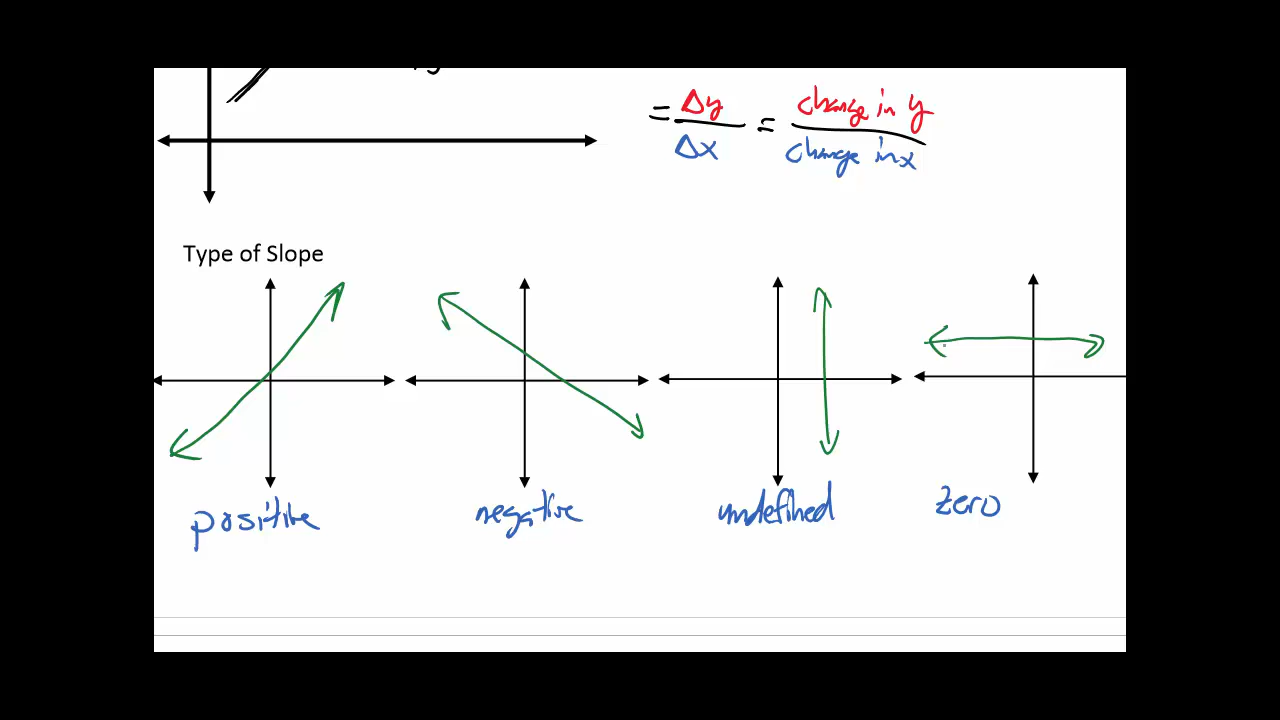 = Δy / Δx = change in y / change in x
Type of Slope
positive negative undefined zero